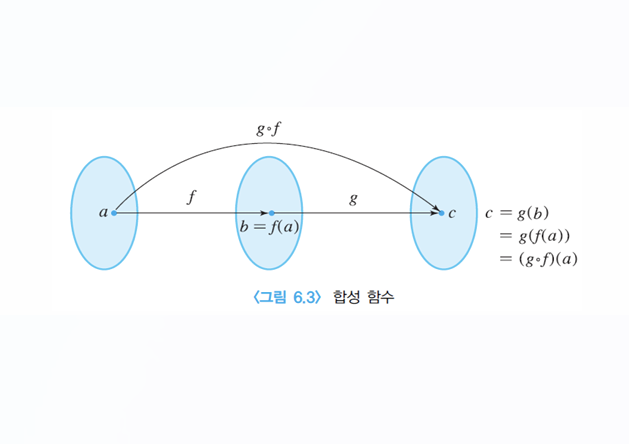 g∘f
f
g
a
b = f(a)
c
c = g(b)
= g(f(a))
= (g∘f)(a)
〈그림 6.3〉 합성 함수